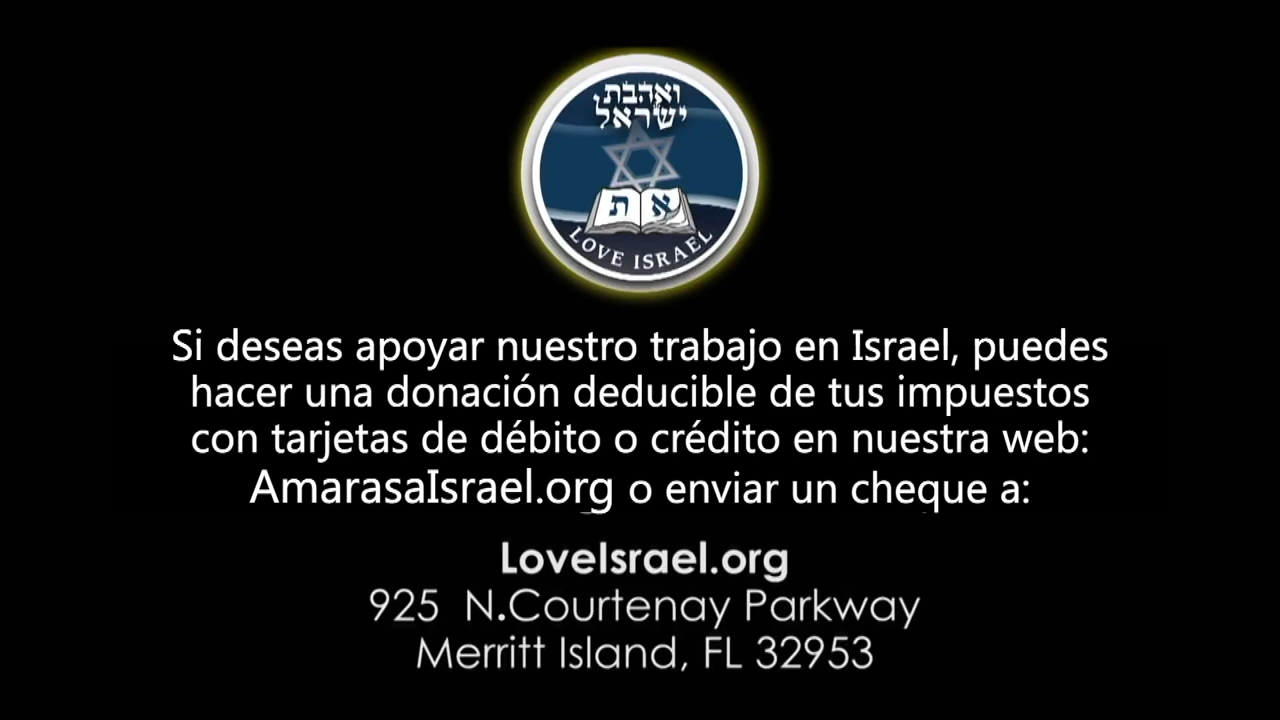 ואהבת
ישראל
ת א
LOVE ISRAEL
Si deseas apoyar nuestro trabajo en Israel, puedes
hacer una donación deducible de tus impuestos
con tarjetas de débito o crédito en nuestra web:
AmarasaIsrael.org o enviar un cheque a:
LoveIsrael.org
925 N.Courtenay Parkway
Merritt Island, FL 32953